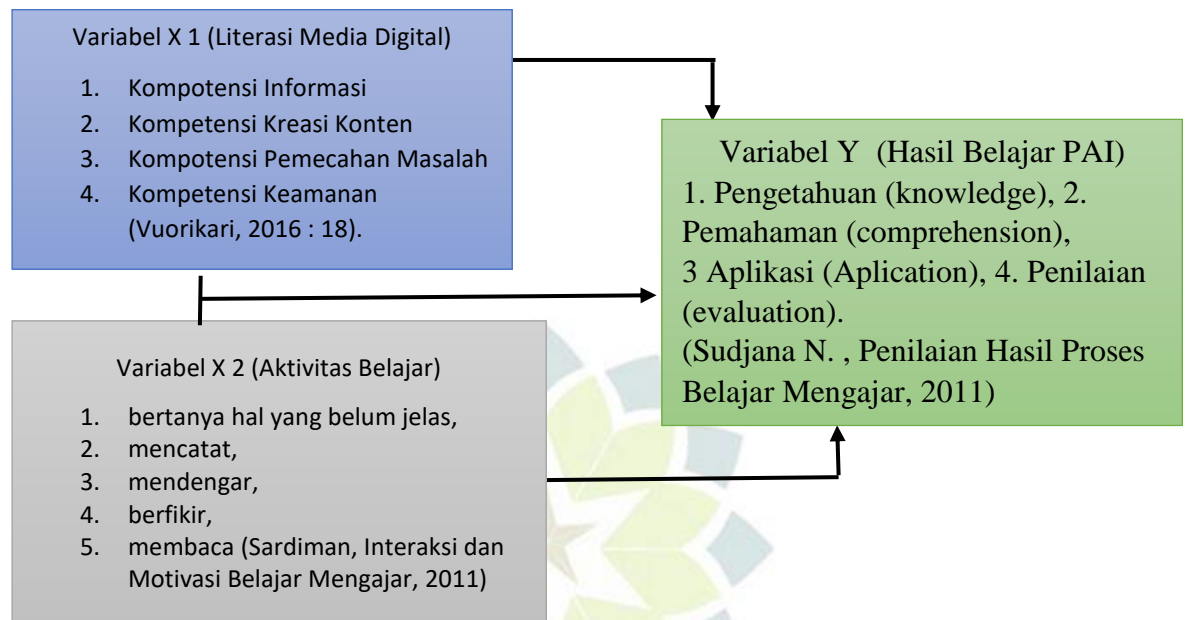 Variabel X 1 (Literasi Media Digital)
1. Kompotensi Informasi
2. Kompetensi Kreasi Konten
3. Kompotensi Pemecahan Masalah
4. Kompetensi Keamanan
(Vuorikari, 2016 : 18).
Variabel Y (Hasil Belajar PAI)
1. Pengetahuan (knowledge), 2.
Pemahaman (comprehension),
3 Aplikasi (Aplication), 4. Penilaian
(evaluation).
(Sudjana N. , Penilaian Hasil Proses
Belajar Mengajar, 2011)
Variabel X 2 (Aktivitas Belajar)
1. bertanya hal yang belum jelas,
2. mencatat,
3. mendengar,
4. berfikir,
5. membaca (Sardiman, Interaksi dan
Motivasi Belajar Mengajar, 2011)